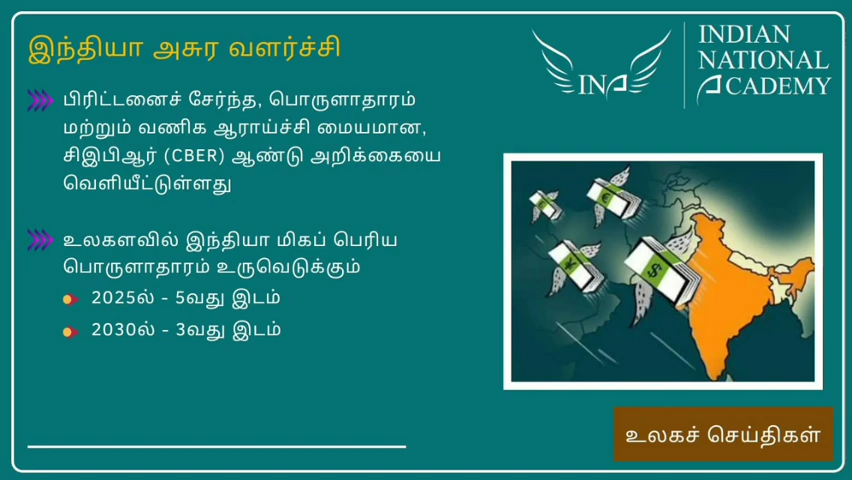 இந்தியா அசுர வளர்ச்சி
INDIAN
NATIONAL
ACADEMY
INA
பிரிட்டனைச் சேர்ந்த, பொருளாதாரம்
மற்றும் வணிக ஆராய்ச்சி மையமான,
சிஇபிஆர் (CBER) ஆண்டு அறிக்கையை
வெளியீட்டுள்ளது
உலகளவில் இந்தியா மிகப் பெரிய
பொருளாதாரம் உருவெடுக்கும்
2025ல் - 5வது இடம்
2030ல் - 3வது இடம்
€
€
¥
$
உலகச் செய்திகள்